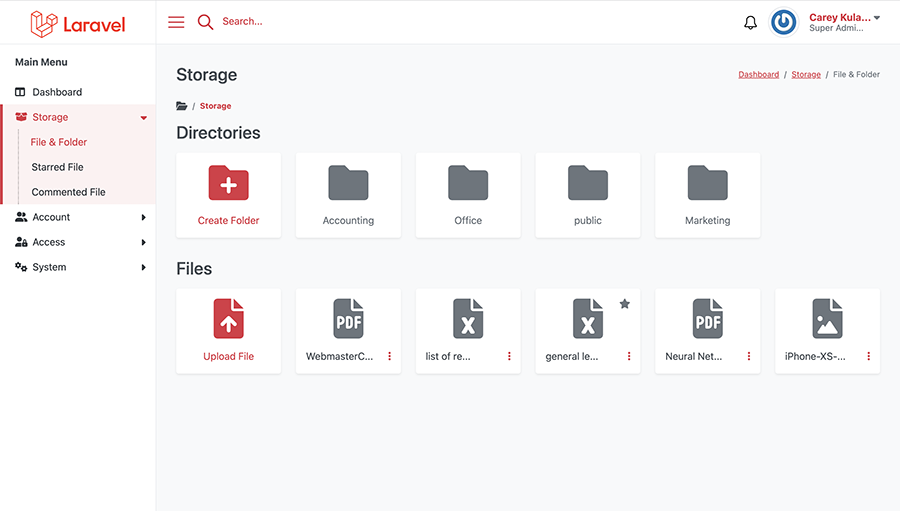 Laravel
Search...
Carey Kula...
Super Admi...
Main Menu
Dashboard
Storage
File & Folder
Starred File
Commented File
Account
Access
System
Storage
Dashboard / Storage / File & Folder
/ Storage
Directories
Create Folder
Accounting
Office
public
Marketing
Files
Upload File
PDF
WebmasterC...
X
list of re...
X
general le...
PDF
Neural Net...
iPhone-XS-...